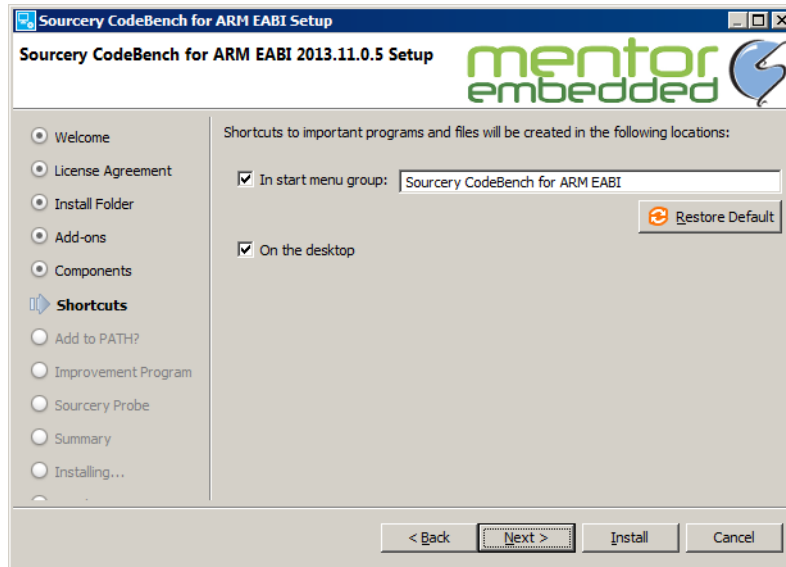 Sourcery CodeBench for ARM EABI Setup
Sourcery CodeBench for ARM EABI 2013.11.0.5 Setup
mentor
embedded
Welcome
License Agreement
Install Folder
Add-ons
Components
Shortcuts
Add to PATH?
Improvement Program
Sourcery Probe
Summary
Installing...
Shortcuts to important programs and files will be created in the following locations:
In start menu group: Sourcery CodeBench for ARM EABI
Restore Default
On the desktop
< Back Next > Install Cancel